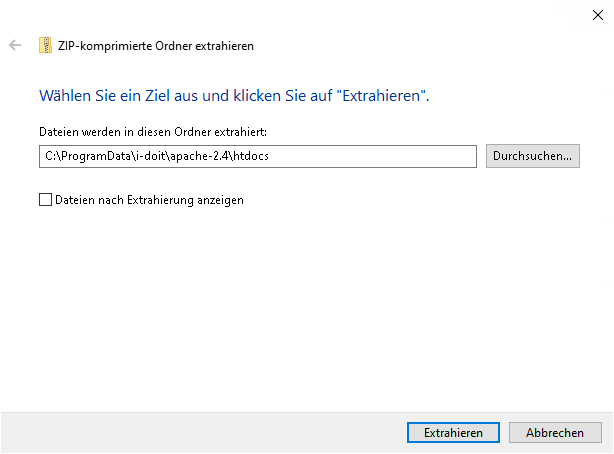 ZIP-komprimierte Ordner extrahieren
Wählen Sie ein Ziel aus und klicken Sie auf "Extrahieren".
Dateien werden in diesen Ordner extrahiert:
C:\ProgramData\i-doit\apache-2.4\htdocs Durchsuchen...
Dateien nach Extrahierung anzeigen
Extrahieren Abbrechen